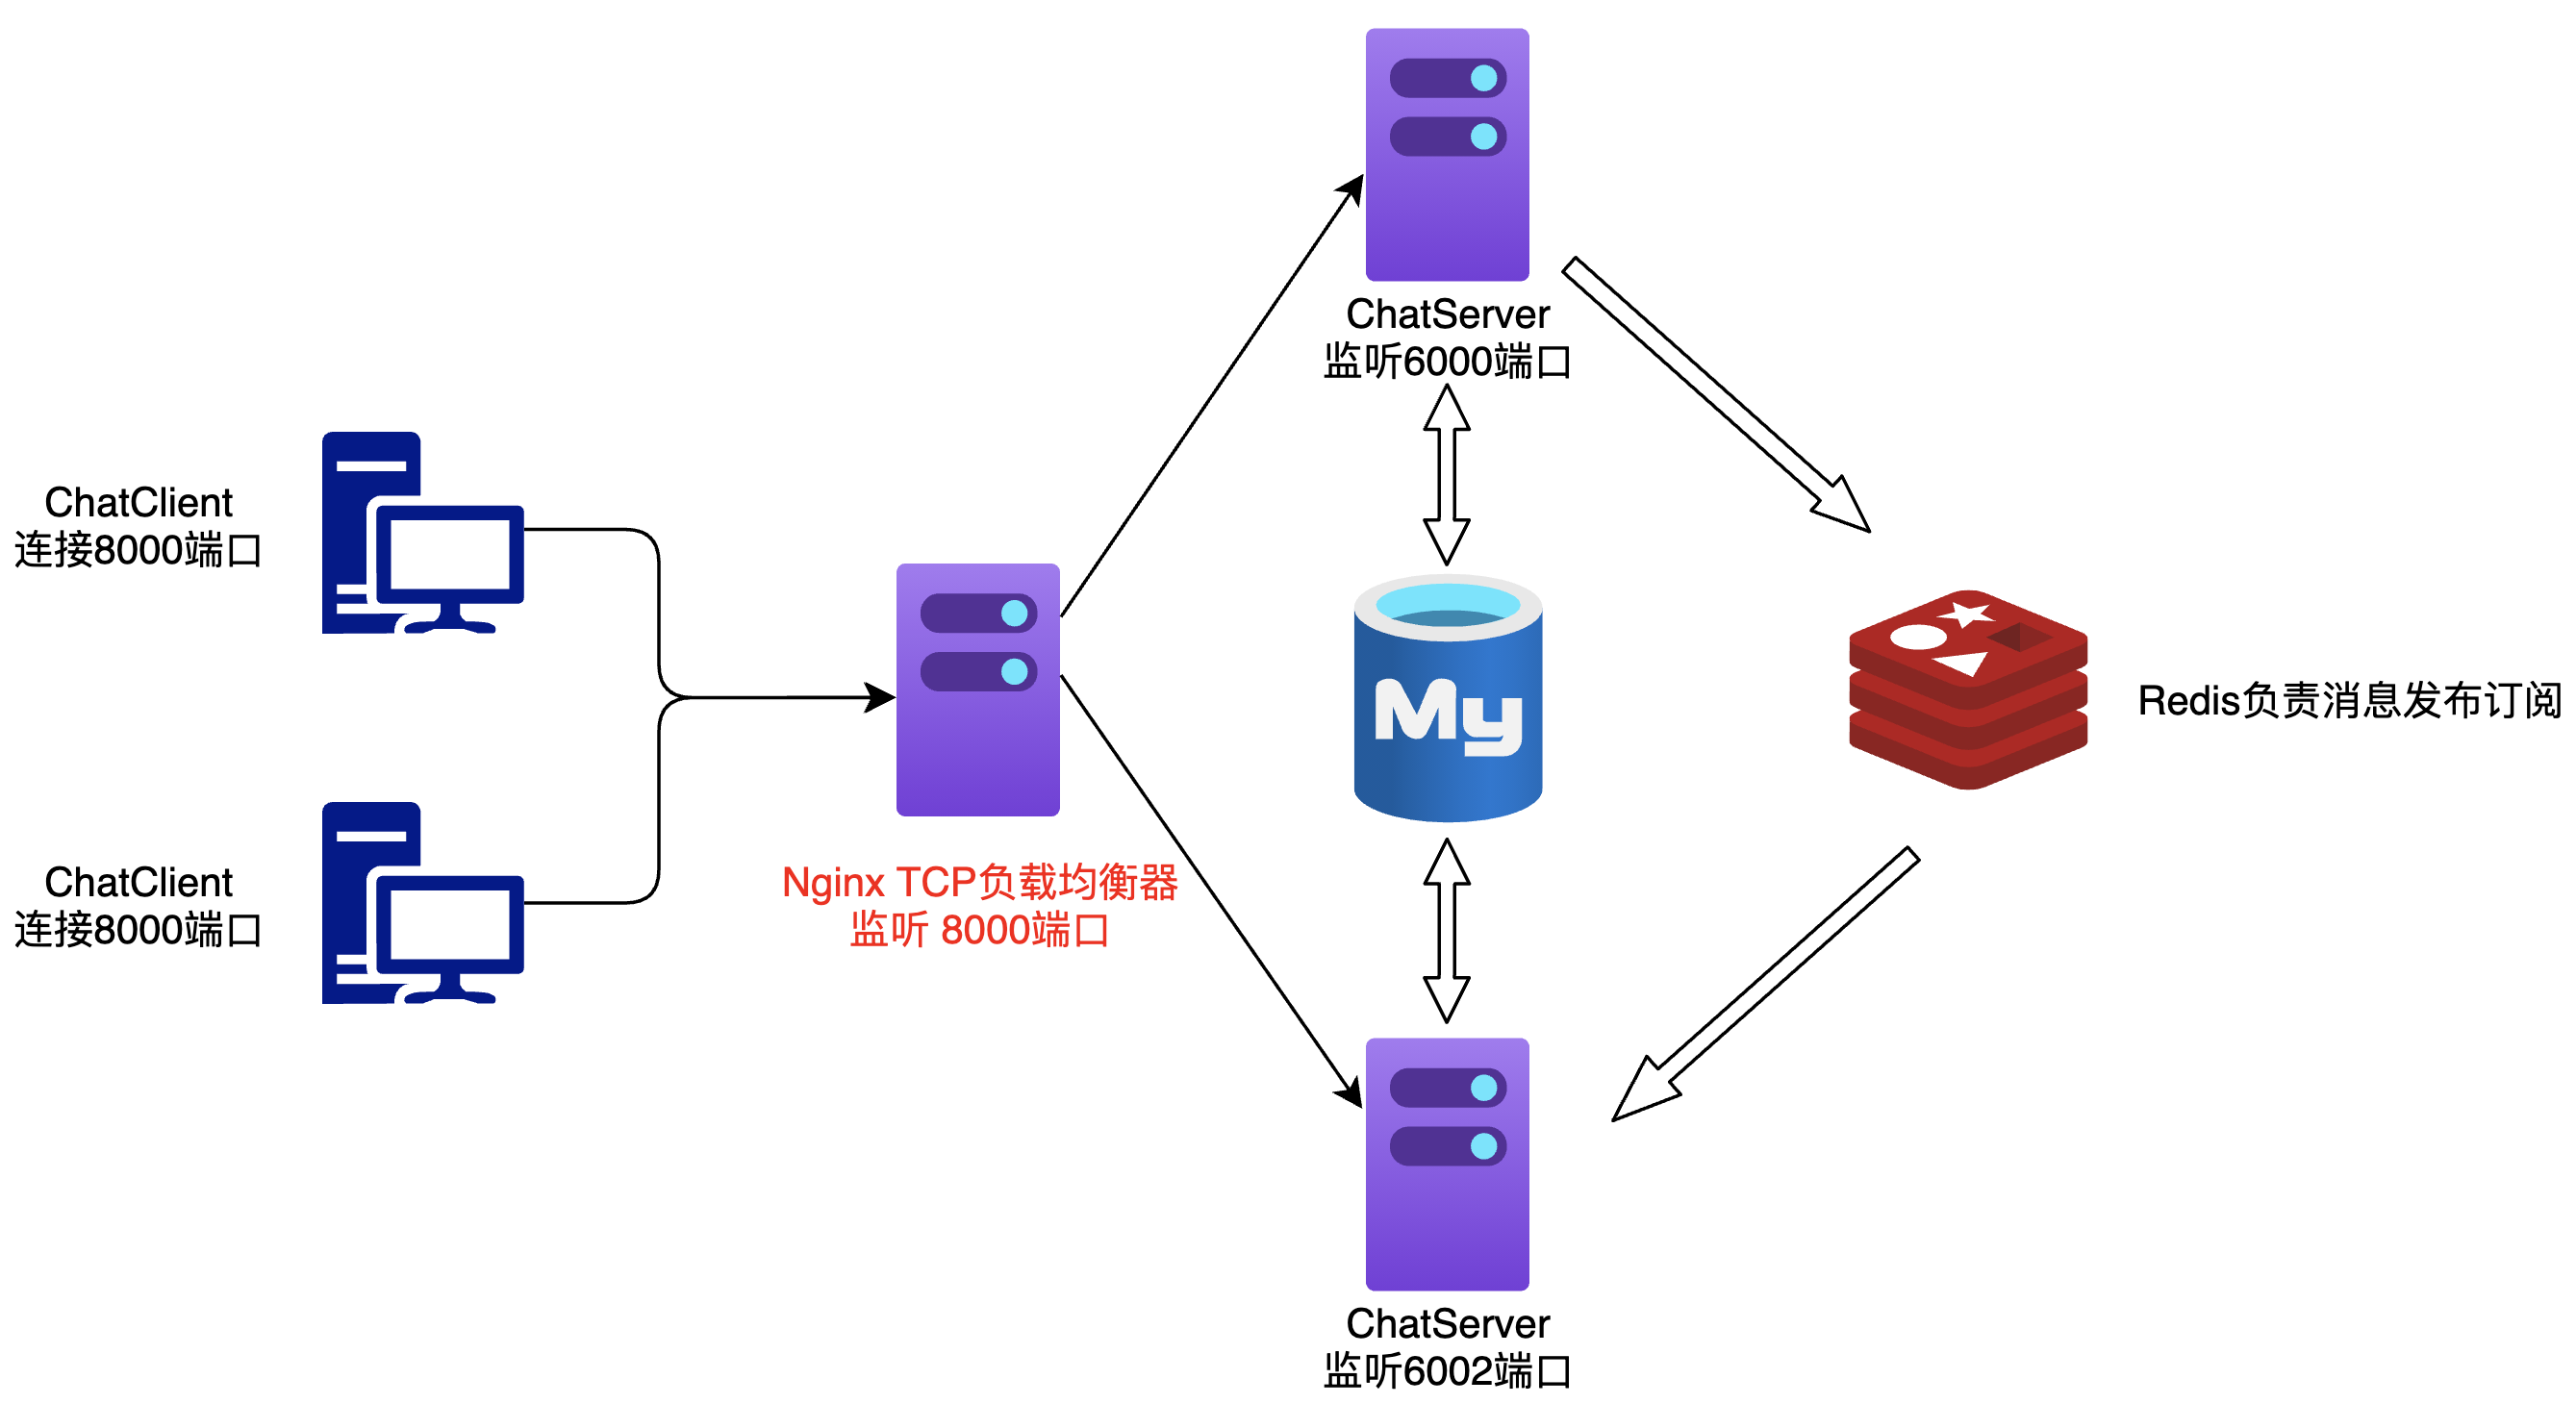 ChatServer
监听6000端口
ChatClient
连接8000端口
My
Redis负责消息发布订阅
ChatClient
连接8000端口
Nginx TCP负载均衡器
监听 8000端口
ChatServer
监听6002端口